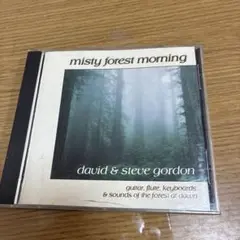 misty forest morning
david & steve gordon
guitar, flute, keyboards
& sounds of the forest at dawn